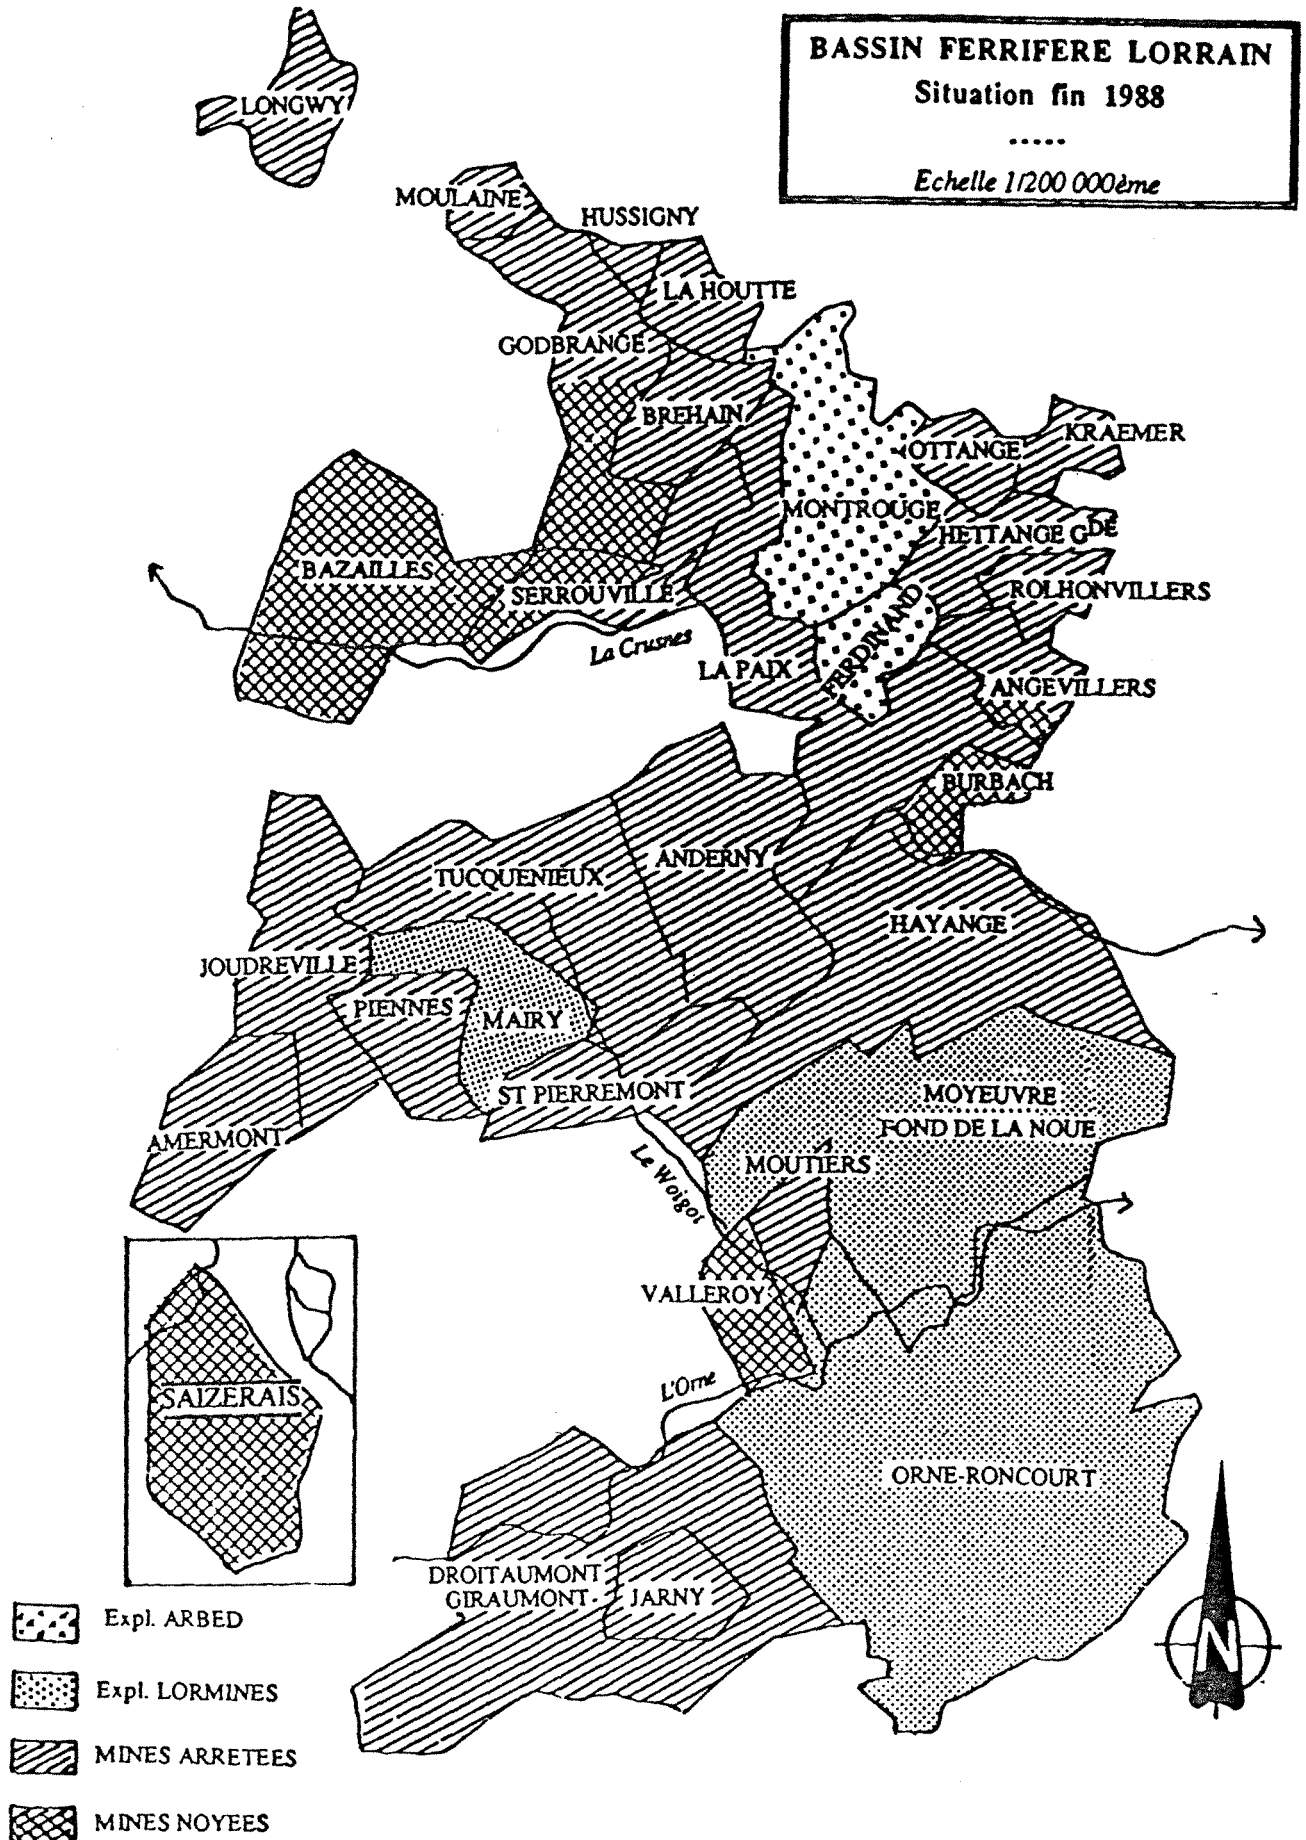 BASSIN FERRIFERE LORRAIN
Situation fin 1988
.....
Echelle 1/200 000ème
LONGWY
MOULAINE
HUSSIGNY
LA HOUTTE
GODBRANGE
BREHAIN
KRAEMER
OTTANGE
MONTROUGE
HETTANGE GDE
BAZAILLES
SERROUVILLE
ROLHONVILLERS
La Crusnes
FERDINAND
LA PAIX
ANGEVILLERS
BURBACH
ANDERNY
TUCQUENIEUX
HAYANGE
JOUDREVILLE
PIENNES
MAIRY
ST PIERREMONT
MOYEUVRE
FOND DE LA NOUE
AMERMONT
MOUTIERS
Le Woigot
VALLEROY
L'Orne
SAIZERAIS
ORNE-RONCOURT
DROITAUMONT
GIRAUMONT
JARNY
N
Expl. ARBED
Expl. LORMINES
MINES ARRETEES
MINES NOYEES